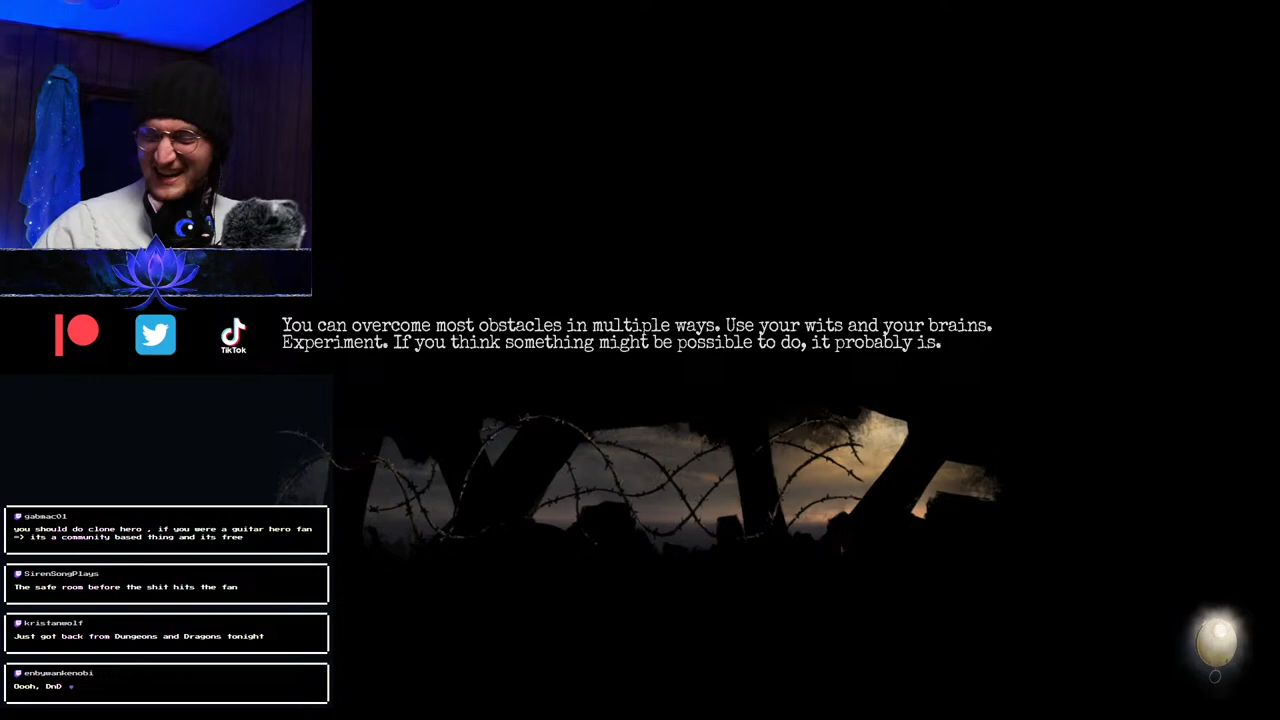 TikTok
You can overcome most obstacles in multiple ways. Use your wits and your brains.
Experiment. If you think something might be possible to do, it probably is.
gabmac01
you should do clone hero , if you were a guitar hero fan
=> its a community based thing and its free
SirenSongPlays
The safe room before the shit hits the fan
kristanwolf
Just got back from Dungeons and Dragons tonight
enbymankenobi
Oooh, DnD